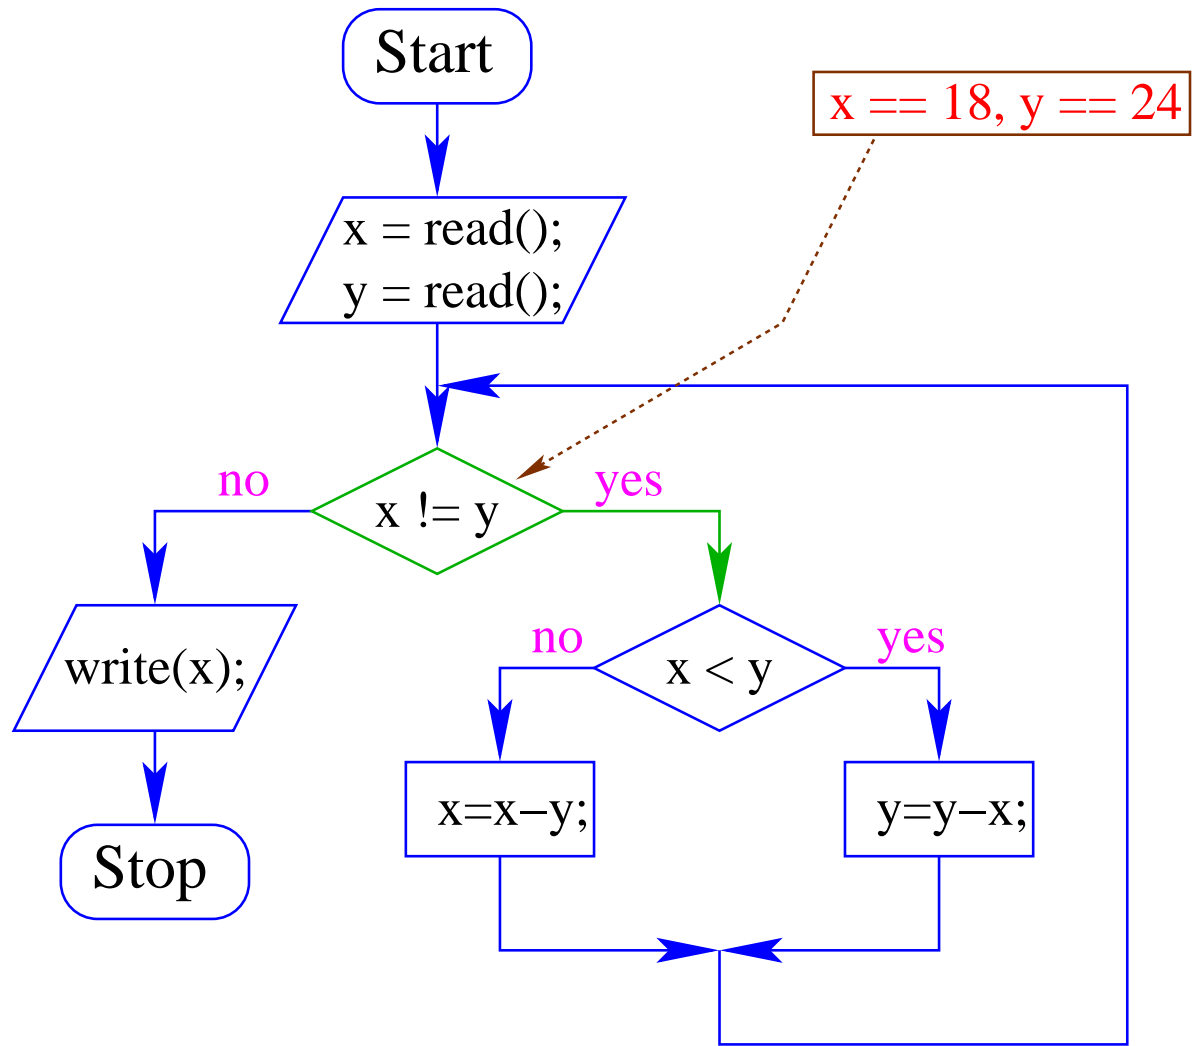 Start
x == 18, y == 24
x = read();
y = read();
no
yes
x != y
no
yes
write(x);
x < y
x=x−y;
y=y−x;
Stop